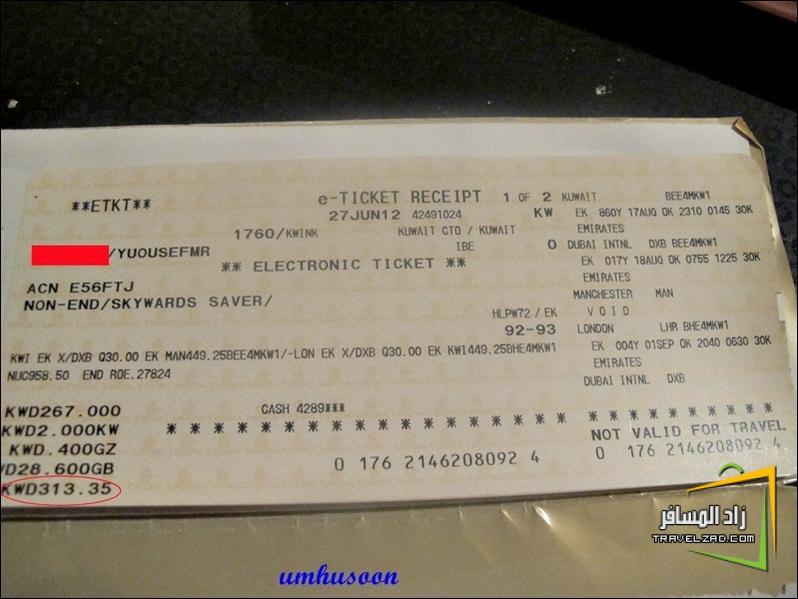 **ETKT**
e-TICKET RECEIPT 1 OF 2 KUWAIT BEE4MKW1
27JUN12 42491024 KW EK 860Y 17AUG OK 2310 0145 30K
1760/KWINK KUWAIT CTO / KUWAIT EMIRATES
/YUOUSEFMR IBE O DUBAI INTNL DXB BEE4MKW1
** ELECTRONIC TICKET ** EK 017Y 18AUG OK 0755 1225 30K
EMIRATES
ACN E56FTJ
NON-END/SKYWARDS SAVER/ MANCHESTER MAN
HLPW72 / EK VOID
92-93 LONDON LHR BHE4MKW1
KWI EK X/DXB Q30.00 EK MAN449.25BEE4MKW1/-LON EK X/DXB Q30.00 EK KWI449.25BHE4MKW1 EK 004Y 01SEP OK 2040 0630 30K
NUC958.50 END ROE.27824 EMIRATES
DUBAI INTNL DXB
KWD267.000 CASH 4289***
KWD2.000KW * * * * * * * * * * * * * * * * * * * * * * * * * *
KWD.400GZ NOT VALID FOR TRAVEL
WD28.600GB 0 176 2146208092 4 0 176 2146208092 4
KWD313.35
زاد المسافر
TRAVELZAD.COM
umhusoon